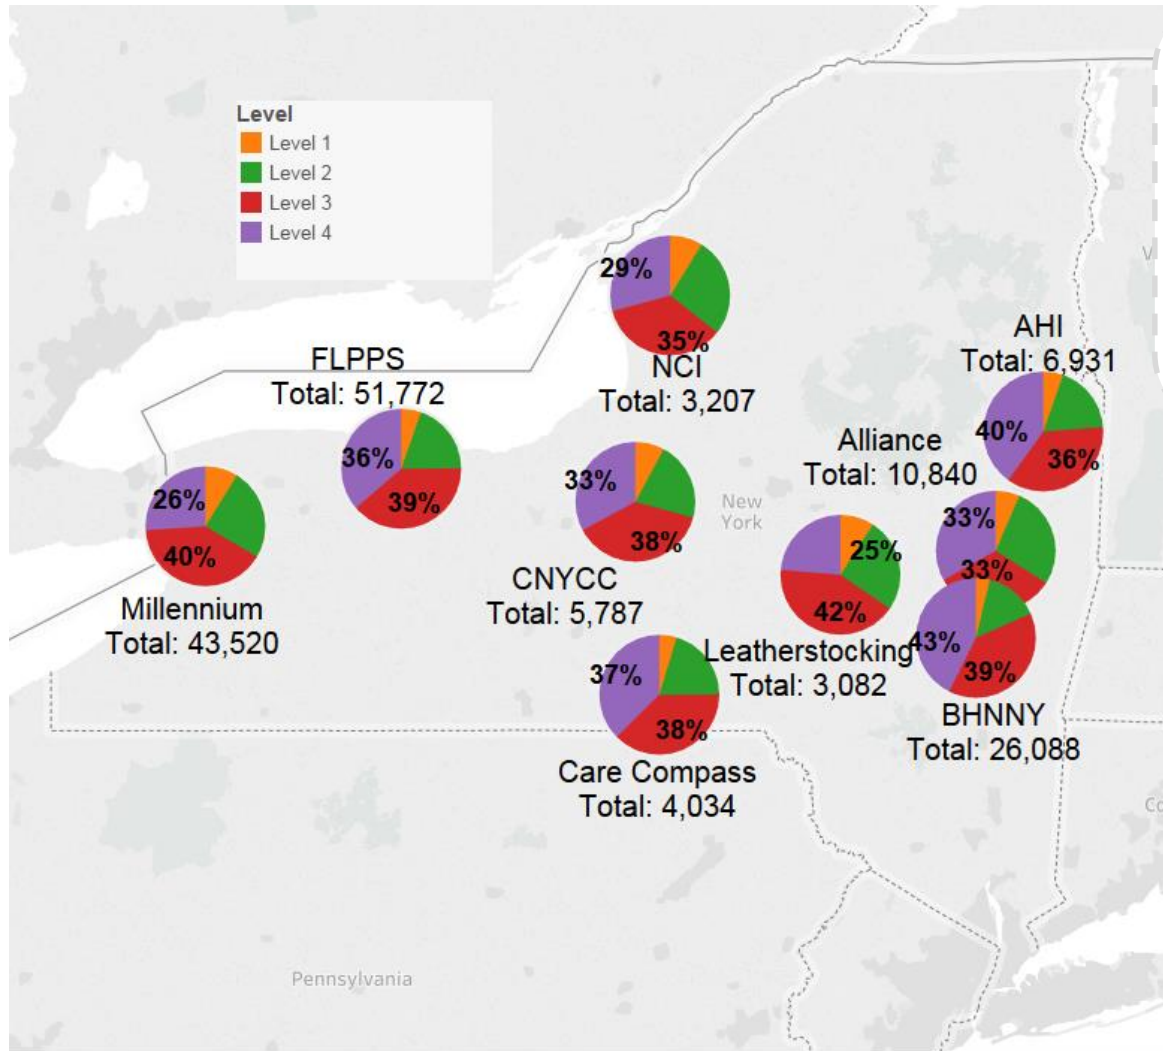 Level
Level 1
Level 2
Level 3
Level 4
29%
35%
NCI
Total: 3,207
AHI
Total: 6,931
40%
36%
FLPPS
Total: 51,772
36%
39%
Alliance
Total: 10,840
33%
33%
26%
40%
Millennium
Total: 43,520
33%
38%
CNYCC
Total: 5,787
New
York
25%
42%
Leatherstocking
Total: 3,082
43%
39%
BHNNY
Total: 26,088
37%
38%
Care Compass
Total: 4,034
Pennsylvania
V
Co